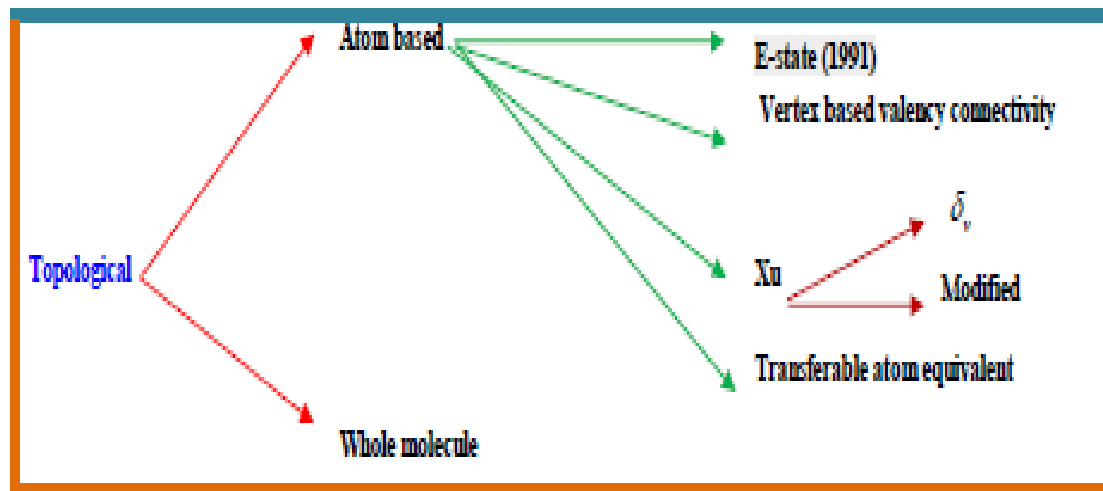 Atom based
E-state (1991)
Vertex based valency connectivity
δᵥ
Topological
Xu
Modified
Transferable atom equivalent
Whole molecule